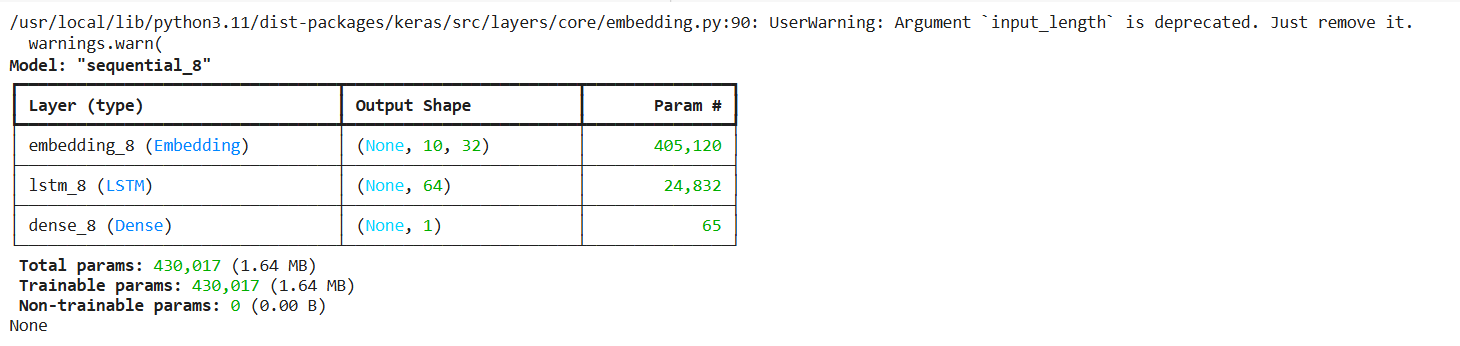 /usr/local/lib/python3.11/dist-packages/keras/src/layers/core/embedding.py:90: UserWarning: Argument `input_length` is deprecated. Just remove it.
  warnings.warn(
Model: "sequential_8"
Layer (type) Output Shape Param #
embedding_8 (Embedding) (None, 10, 32) 405,120
lstm_8 (LSTM) (None, 64) 24,832
dense_8 (Dense) (None, 1) 65
Total params: 430,017 (1.64 MB)
Trainable params: 430,017 (1.64 MB)
Non-trainable params: 0 (0.00 B)
None